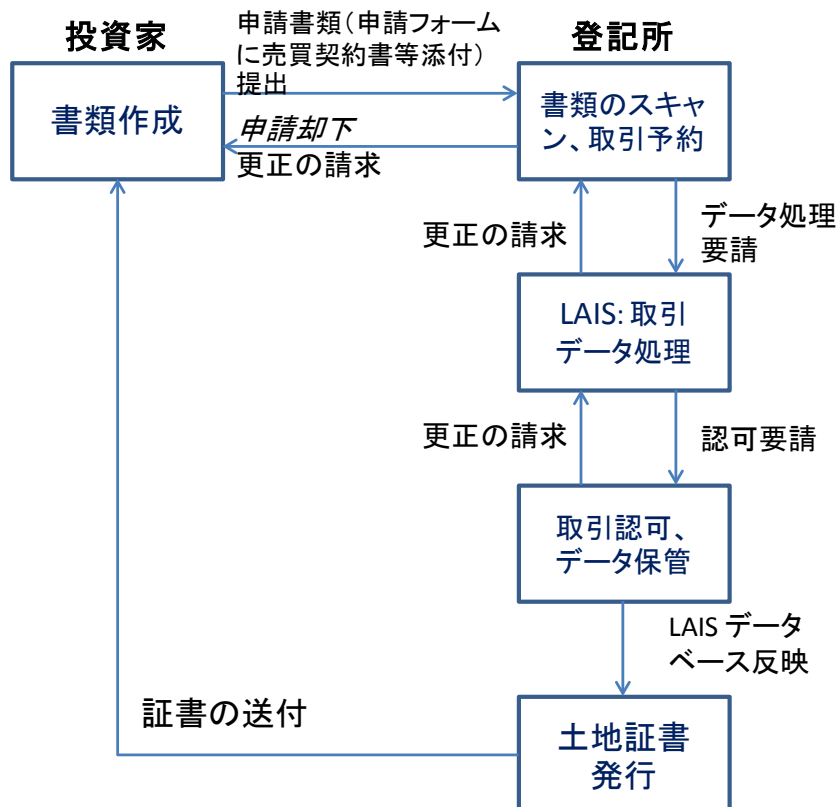 投資家
申請書類（申請フォーム
に売買契約書等添付）
提出
登記所
書類作成
申請却下
更正の請求
書類のスキャ
ン、取引予約
更正の請求
データ処理
要請
LAIS: 取引
データ処理
更正の請求
認可要請
取引認可、
データ保管
LAIS データ
ベース反映
証書の送付
土地証書
発行